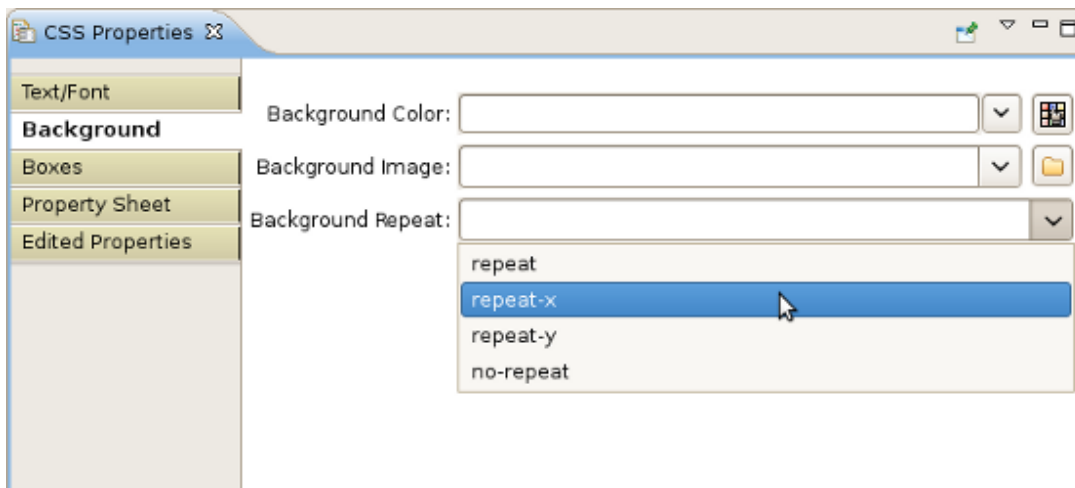 CSS Properties
Text/Font
Background
Boxes
Property Sheet
Edited Properties
Background Color:
Background Image:
Background Repeat:
repeat
repeat-x
repeat-y
no-repeat